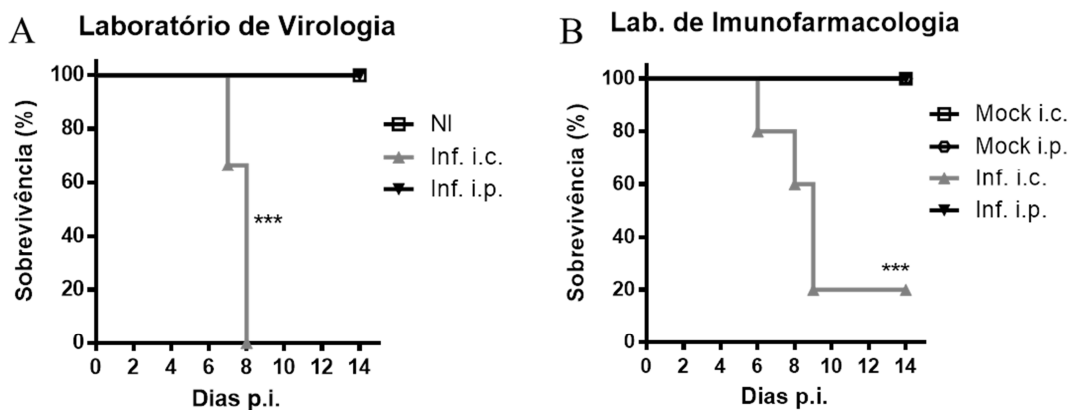 A
Laboratório de Virologia
Sobrevivência (%)
100
80
60
40
20
0
***
0 2 4 6 8 10 12 14
Dias p.i.
NI
Inf. i.c.
Inf. i.p.
B
Lab. de Imunofarmacologia
Sobrevivência (%)
100
80
60
40
20
0
***
0 2 4 6 8 10 12 14
Dias p.i.
Mock i.c.
Mock i.p.
Inf. i.c.
Inf. i.p.